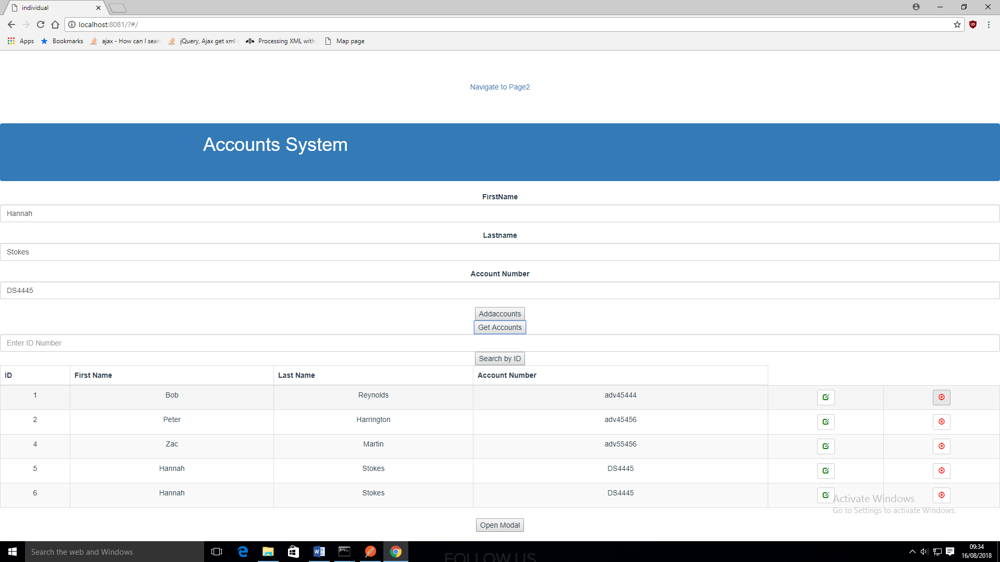 individual
localhost:8081/?#/
Apps Bookmarks ajax - How can I sear jQuery, Ajax get xml Processing XML with Map page
Navigate to Page2
Accounts System
FirstName
Hannah
Lastname
Stokes
Account Number
DS4445
Addaccounts
Get Accounts
Enter ID Number
Search by ID
ID First Name Last Name Account Number
1 Bob Reynolds adv45444
2 Peter Harrington adv45456
4 Zac Martin adv55456
5 Hannah Stokes DS4445
6 Hannah Stokes DS4445
Activate Windows
Go to Settings to activate Windows.
Open Modal
Search the web and Windows
FOLLOW US
09:34
16/08/2018